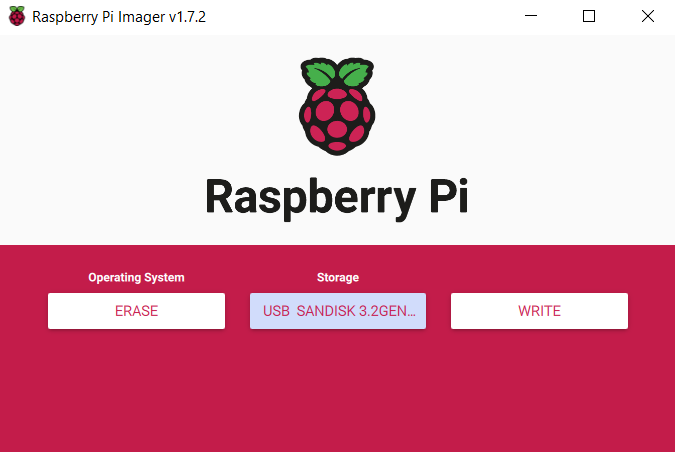 Raspberry Pi Imager v1.7.2
Raspberry Pi
Operating System
Storage
ERASE
USB SANDISK 3.2GEN...
WRITE